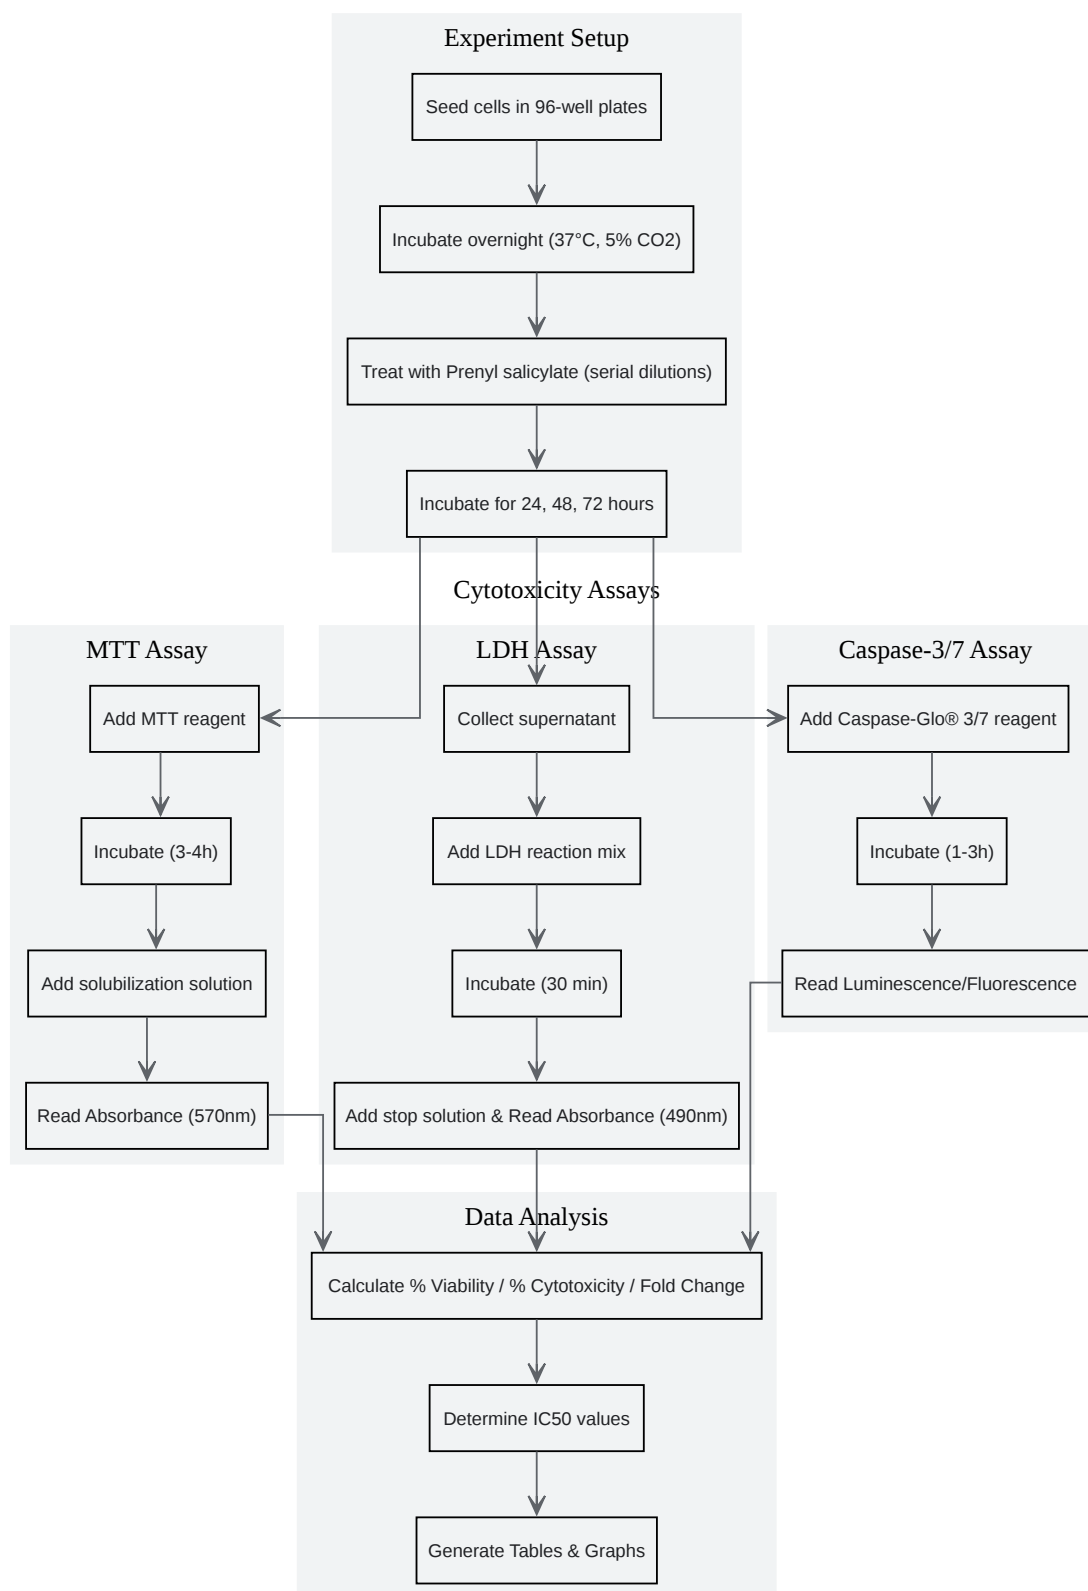 Experiment Setup
Seed cells in 96-well plates
Incubate overnight (37°C, 5% CO2)
Treat with Prenyl salicylate (serial dilutions)
Incubate for 24, 48, 72 hours
Cytotoxicity Assays
MTT Assay
Add MTT reagent
Incubate (3-4h)
Add solubilization solution
Read Absorbance (570nm)
LDH Assay
Collect supernatant
Add LDH reaction mix
Incubate (30 min)
Add stop solution & Read Absorbance (490nm)
Caspase-3/7 Assay
Add Caspase-Glo® 3/7 reagent
Incubate (1-3h)
Read Luminescence/Fluorescence
Data Analysis
Calculate % Viability / % Cytotoxicity / Fold Change
Determine IC50 values
Generate Tables & Graphs